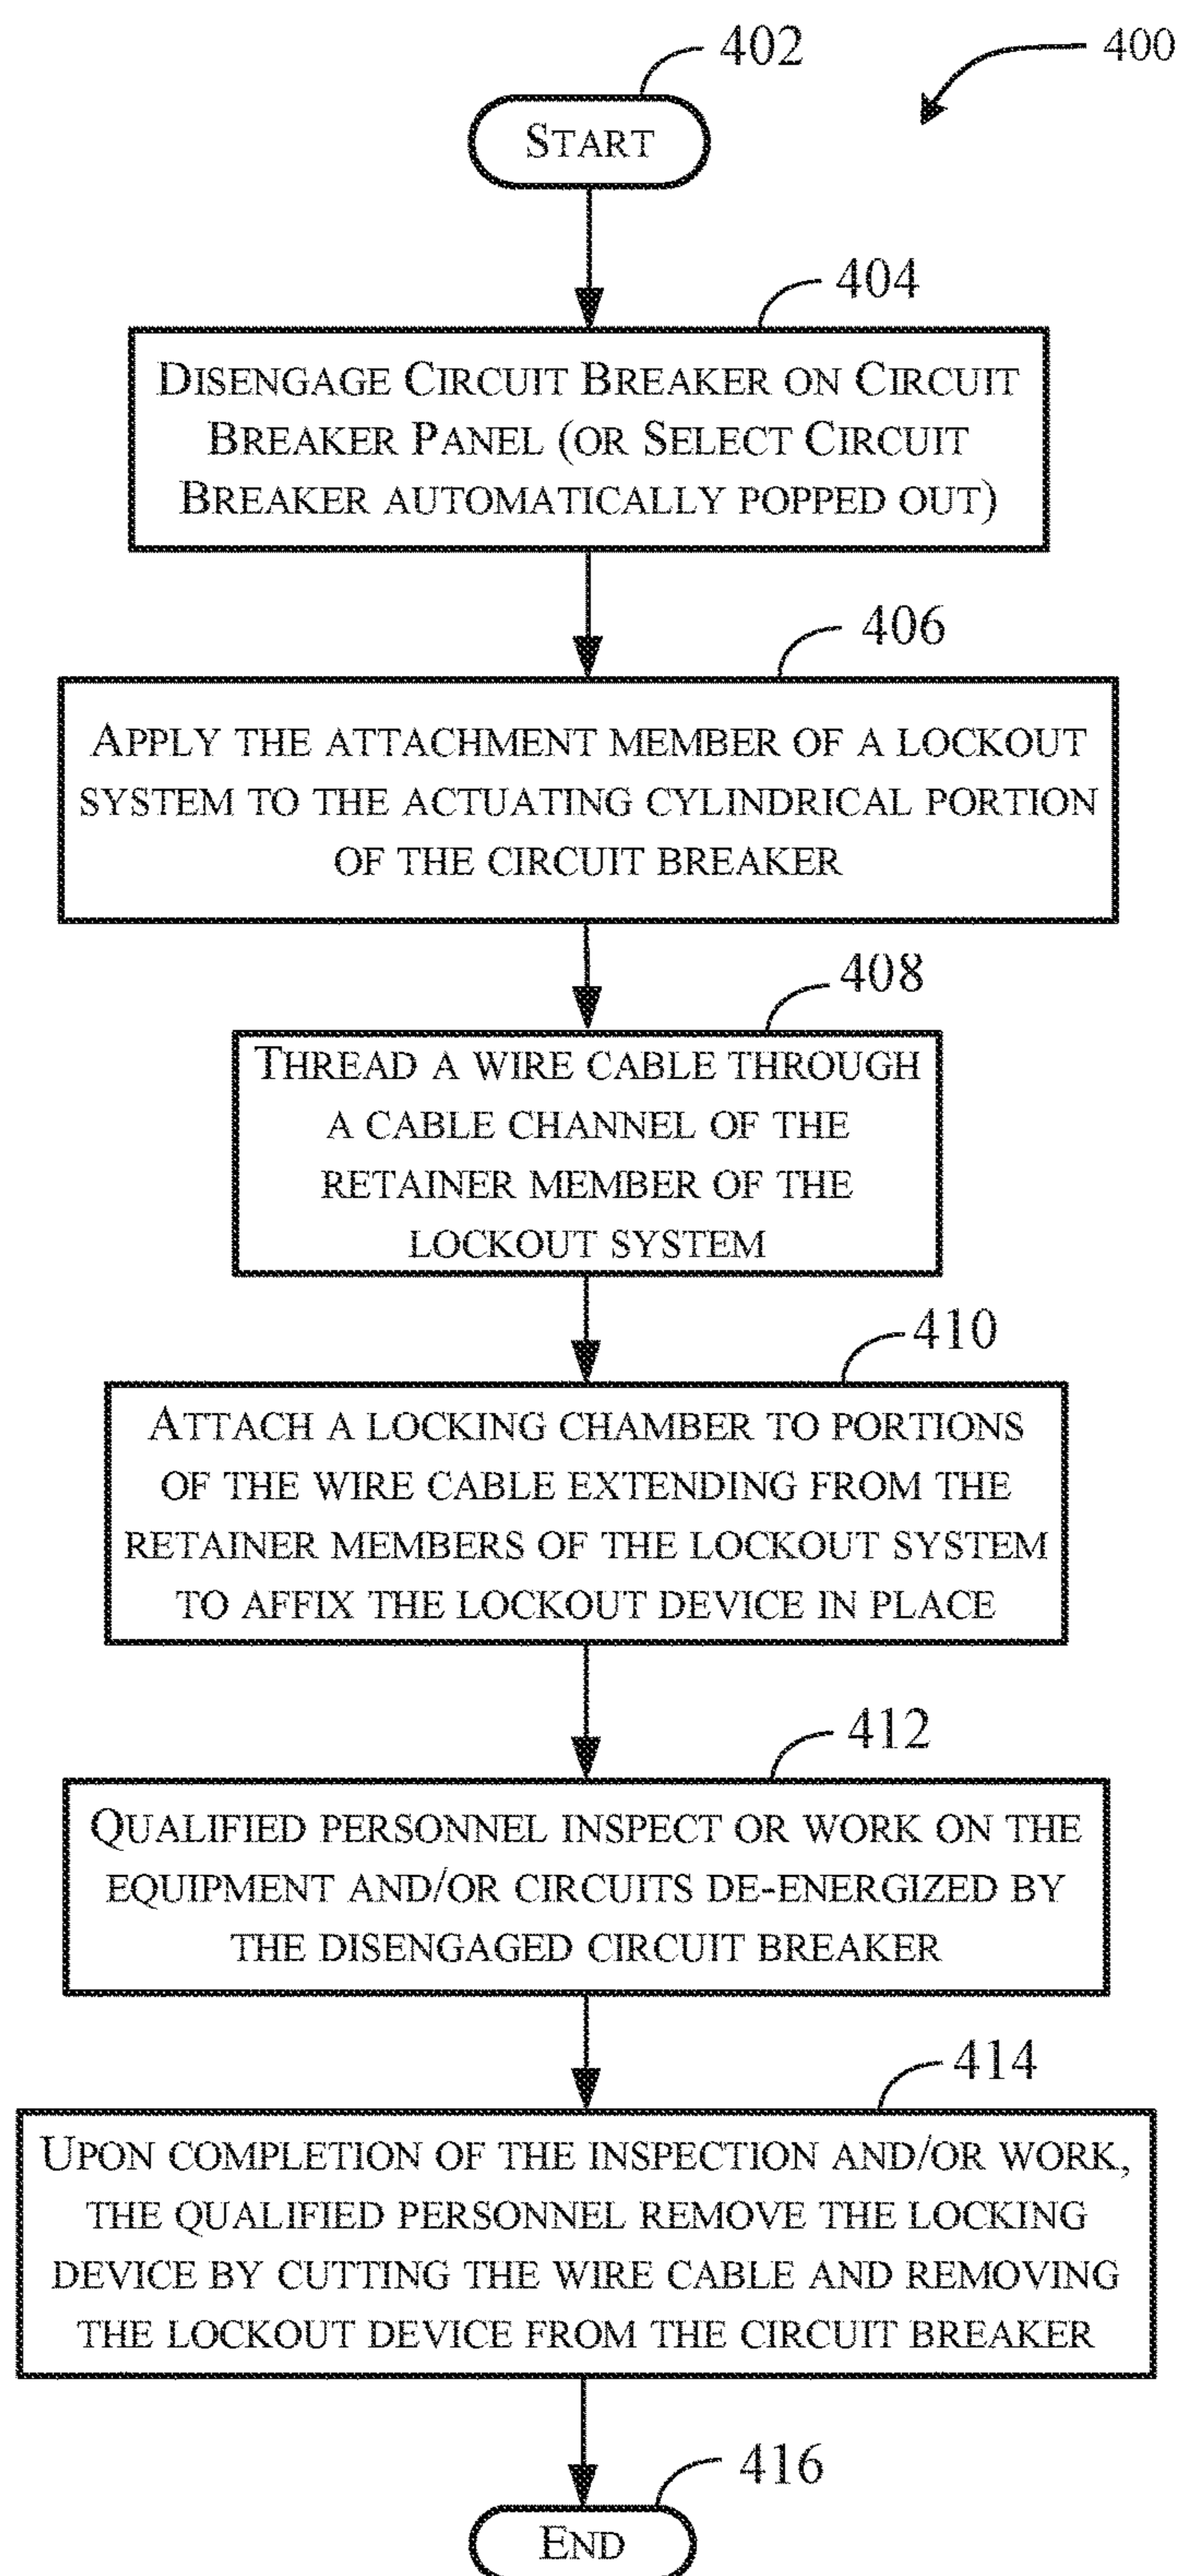 402
400
START
404
DISENGAGE CIRCUIT BREAKER ON CIRCUIT
BREAKER PANEL (OR SELECT CIRCUIT
BREAKER AUTOMATICALLY POPPED OUT)
406
APPLY THE ATTACHMENT MEMBER OF A LOCKOUT
SYSTEM TO THE ACTUATING CYLINDRICAL PORTION
OF THE CIRCUIT BREAKER
408
THREAD A WIRE CABLE THROUGH
A CABLE CHANNEL OF THE
RETAINER MEMBER OF THE
LOCKOUT SYSTEM
410
ATTACH A LOCKING CHAMBER TO PORTIONS
OF THE WIRE CABLE EXTENDING FROM THE
RETAINER MEMBERS OF THE LOCKOUT SYSTEM
TO AFFIX THE LOCKOUT DEVICE IN PLACE
412
QUALIFIED PERSONNEL INSPECT OR WORK ON THE
EQUIPMENT AND/OR CIRCUITS DE-ENERGIZED BY
THE DISENGAGED CIRCUIT BREAKER
414
UPON COMPLETION OF THE INSPECTION AND/OR WORK,
THE QUALIFIED PERSONNEL REMOVE THE LOCKING
DEVICE BY CUTTING THE WIRE CABLE AND REMOVING
THE LOCKOUT DEVICE FROM THE CIRCUIT BREAKER
416
END